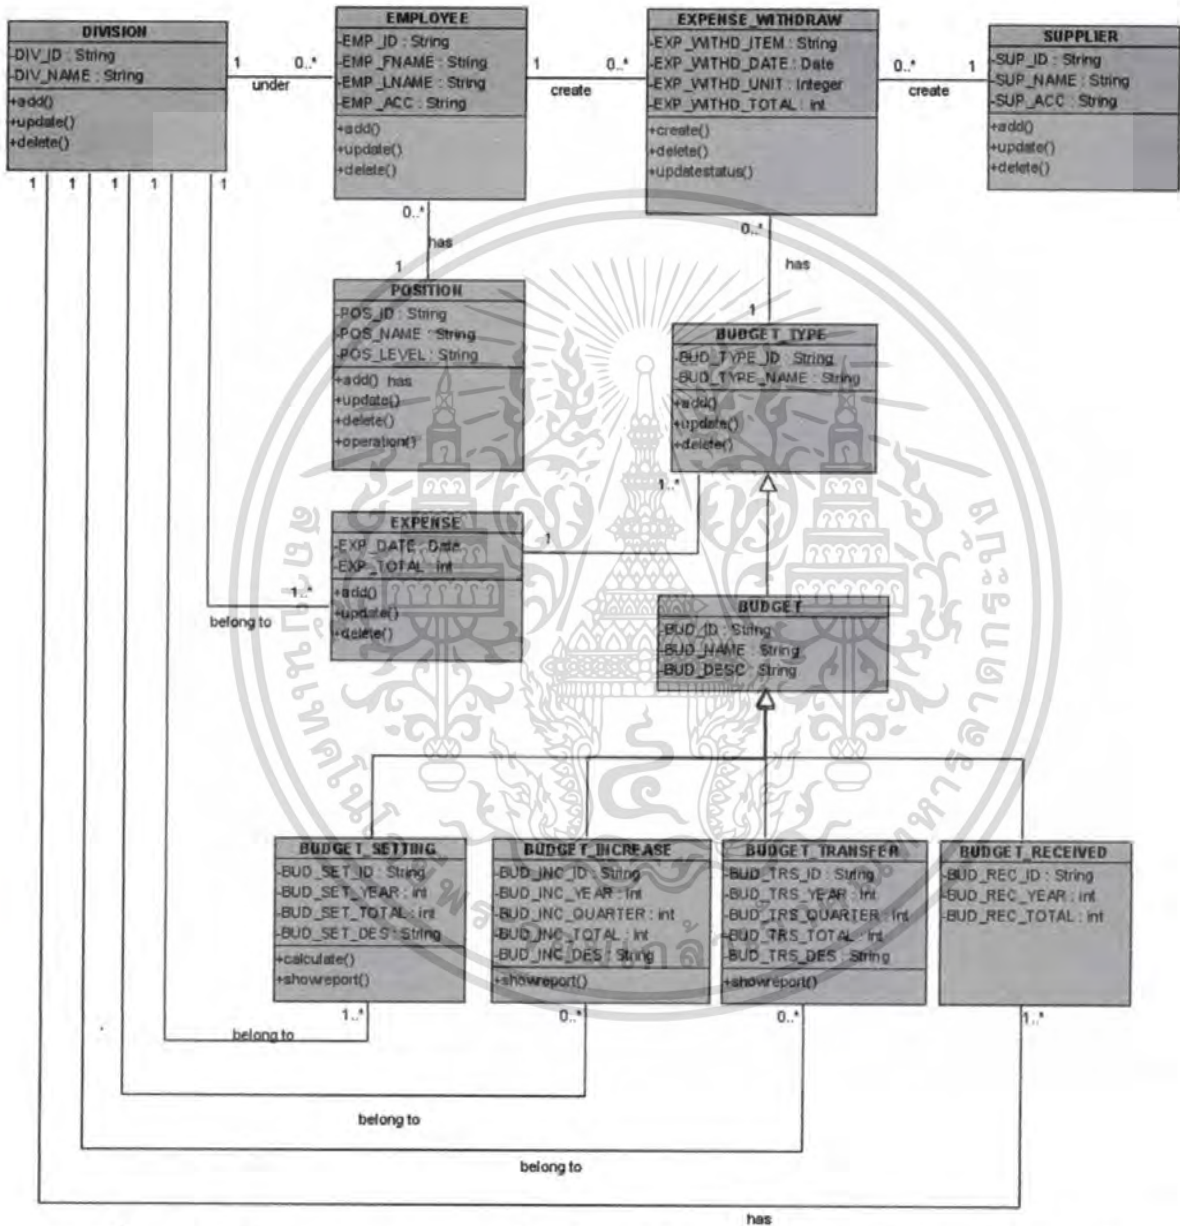 DIVISION
-DIV_ID : String
-DIV_NAME : String
+add()
+update()
+delete()
EMPLOYEE
-EMP_ID : String
-EMP_FNAME : String
-EMP_LNAME : String
-EMP_ACC : String
+add()
+update()
+delete()
EXPENSE_WITHDRAW
-EXP_WITHD_ITEM : String
-EXP_WITHD_DATE : Date
-EXP_WITHD_UNIT : Integer
-EXP_WITHD_TOTAL : int
+create()
+delete()
+updatestatus()
SUPPLIER
-SUP_ID : String
-SUP_NAME : String
-SUP_ACC : String
+add()
+update()
+delete()
1 0..*
under
1 0..*
create
0..* 1
create
1 1 1 1 1
0..*
has
1
0..*
has
1
POSITION
-POS_ID : String
-POS_NAME : String
-POS_LEVEL : String
+add() has
+update()
+delete()
+operation()
BUDGET_TYPE
-BUD_TYPE_ID : String
-BUD_TYPE_NAME : String
+add()
+update()
+delete()
1..*
1
EXPENSE
-EXP_DATE : Date
-EXP_TOTAL : int
+add()
+update()
+delete()
1..*
belong to
BUDGET
-BUD_ID : String
-BUD_NAME : String
-BUD_DESC : String
BUDGET_SETTING
-BUD_SET_ID : String
-BUD_SET_YEAR : int
-BUD_SET_TOTAL : int
-BUD_SET_DES : String
+calculate()
+showreport()
BUDGET_INCREASE
-BUD_INC_ID : String
-BUD_INC_YEAR : int
-BUD_INC_QUARTER : int
-BUD_INC_TOTAL : int
-BUD_INC_DES : String
+showreport()
BUDGET_TRANSFER
-BUD_TRS_ID : String
-BUD_TRS_YEAR : int
-BUD_TRS_QUARTER : int
-BUD_TRS_TOTAL : int
-BUD_TRS_DES : String
+showreport()
BUDGET_RECEIVED
-BUD_REC_ID : String
-BUD_REC_YEAR : int
-BUD_REC_TOTAL : int
1..*
0..*
0..*
1..*
belong to
belong to
belong to
has